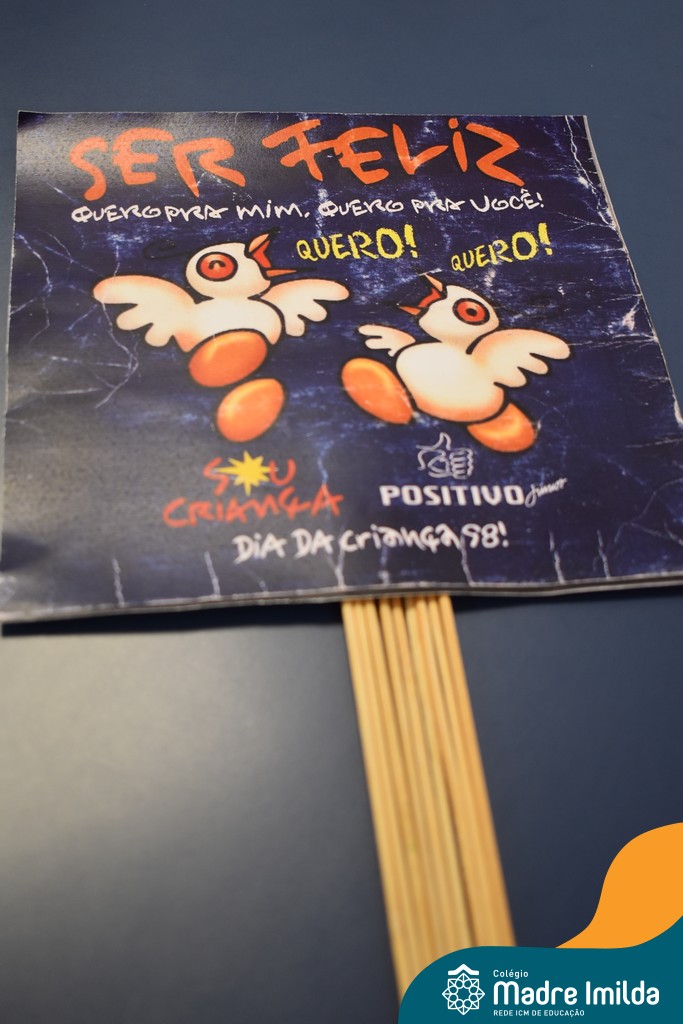 SER FELIZ
QUERO PRA MIM, QUERO PRA VOCÊ!
QUERO!
QUERO!
SOU
CRIANÇA
POSITIVO júnior
DIA DA CRIANÇA 98!
Colégio
Madre Imilda
REDE ICM DE EDUCAÇÃO